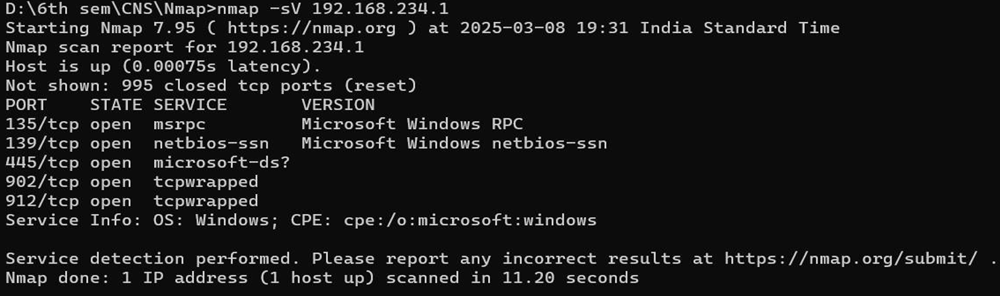 D:\6th sem\CNS\Nmap>nmap -sV 192.168.234.1
Starting Nmap 7.95 ( https://nmap.org ) at 2025-03-08 19:31 India Standard Time
Nmap scan report for 192.168.234.1
Host is up (0.00075s latency).
Not shown: 995 closed tcp ports (reset)
PORT    STATE SERVICE       VERSION
135/tcp open  msrpc         Microsoft Windows RPC
139/tcp open  netbios-ssn   Microsoft Windows netbios-ssn
445/tcp open  microsoft-ds?
902/tcp open  tcpwrapped
912/tcp open  tcpwrapped
Service Info: OS: Windows; CPE: cpe:/o:microsoft:windows

Service detection performed. Please report any incorrect results at https://nmap.org/submit/ .
Nmap done: 1 IP address (1 host up) scanned in 11.20 seconds